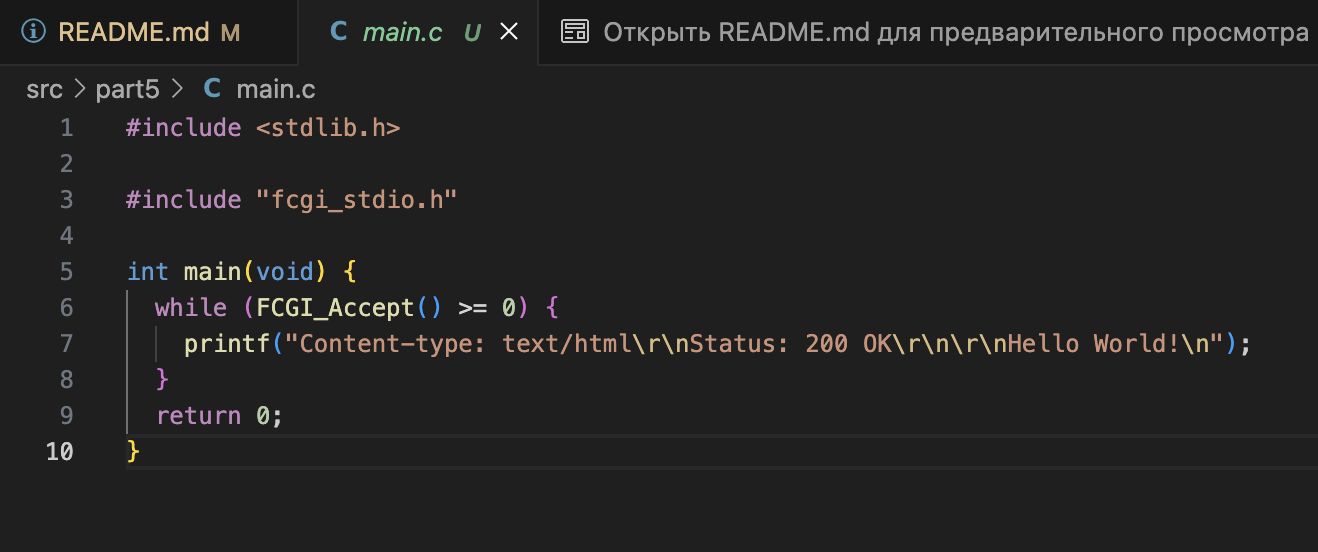 README.md M
C main.c U ×
Открыть README.md для предварительного просмотра
src > part5 > C main.c
1 #include <stdlib.h>
2
3 #include "fcgi_stdio.h"
4
5 int main(void) {
6   while (FCGI_Accept() >= 0) {
7     printf("Content-type: text/html\r\nStatus: 200 OK\r\n\r\nHello World!\n");
8   }
9   return 0;
10 }